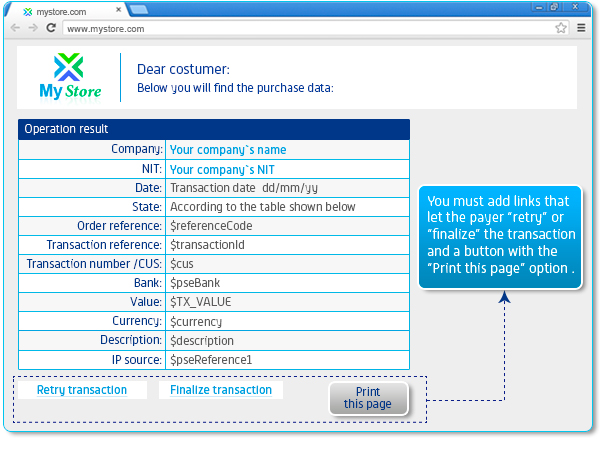 mystore.com
www.mystore.com
My Store
Dear costumer:
Below you will find the purchase data:
Operation result
Company: Your company`s name
NIT: Your company`s NIT
Date: Transaction date dd/mm/yy
State: According to the table shown below
Order reference: $referenceCode
Transaction reference: $transactionId
Transaction number /CUS: $cus
Bank: $pseBank
Value: $TX_VALUE
Currency: $currency
Description: $description
IP source: $pseReference1
You must add links that
let the payer “retry” or
“finalize” the transaction
and a button with the
“Print this page” option .
Retry transaction
Finalize transaction
Print
this page